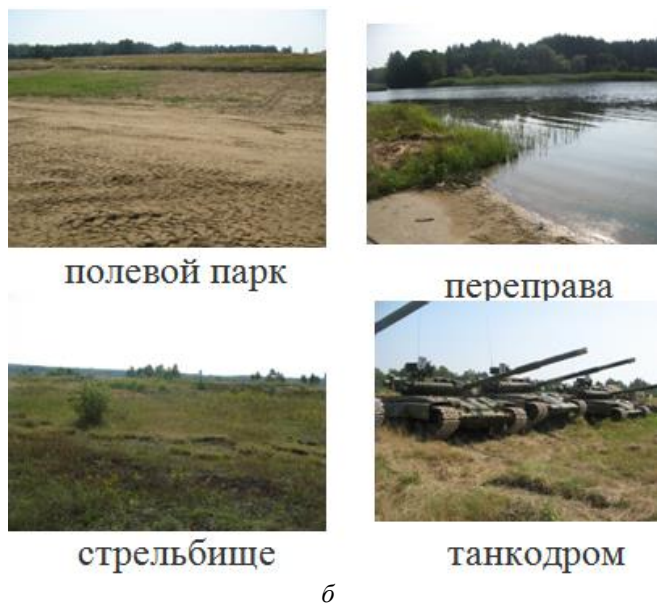 полевой парк
переправа
стрельбище
танкодром
б